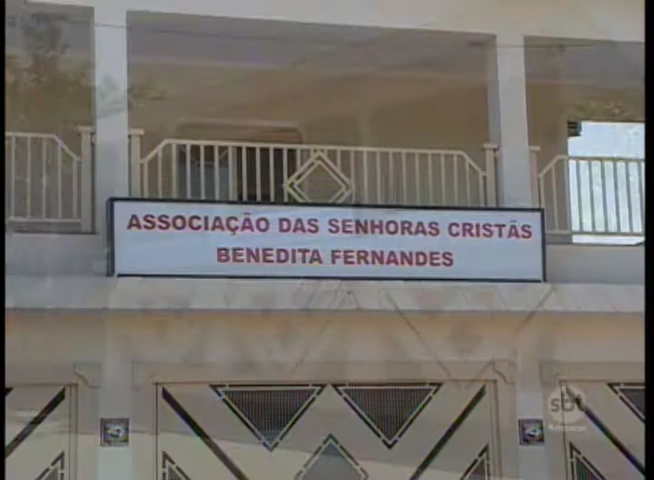 ASSOCIAÇÃO DAS SENHORAS CRISTÃS
BENEDITA FERNANDES
sbt